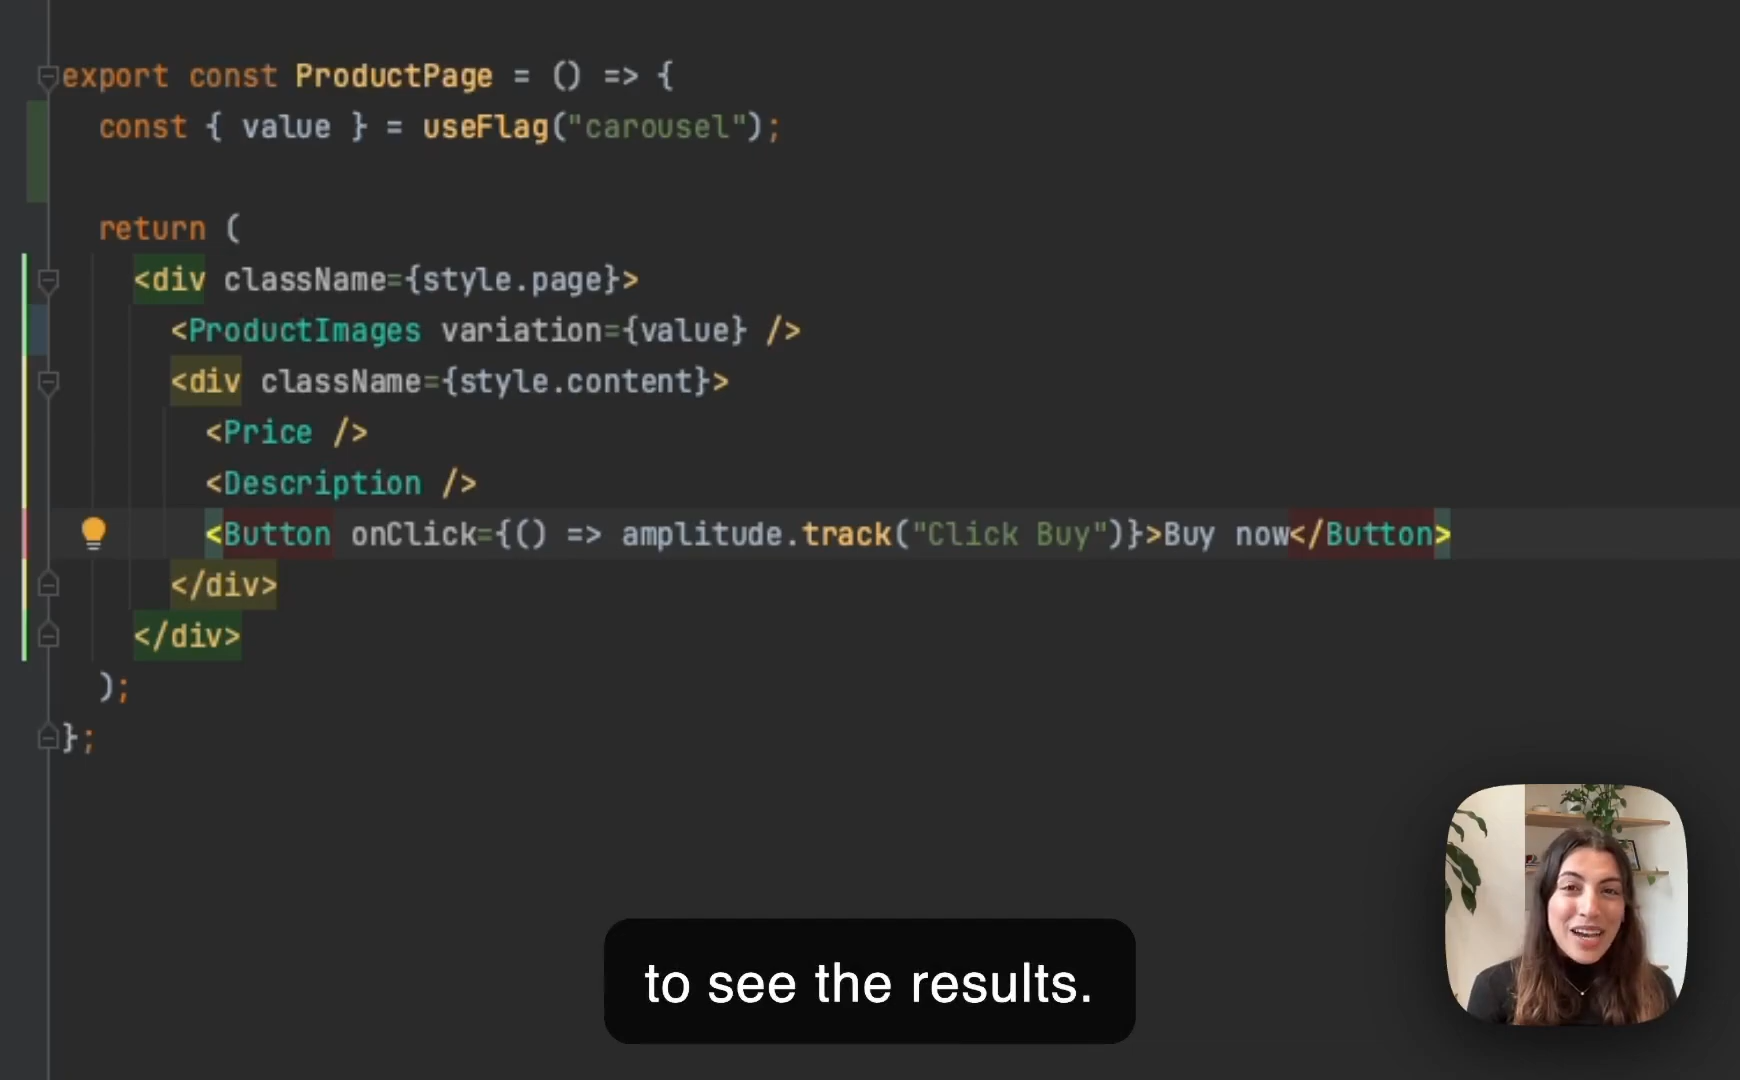 export const ProductPage = () => {
  const { value } = useFlag("carousel");

  return (
    <div className={style.page}>
      <ProductImages variation={value} />
      <div className={style.content}>
        <Price />
        <Description />
        <Button onClick={() => amplitude.track("Click Buy")}>Buy now</Button>
      </div>
    </div>
  );
};
to see the results.